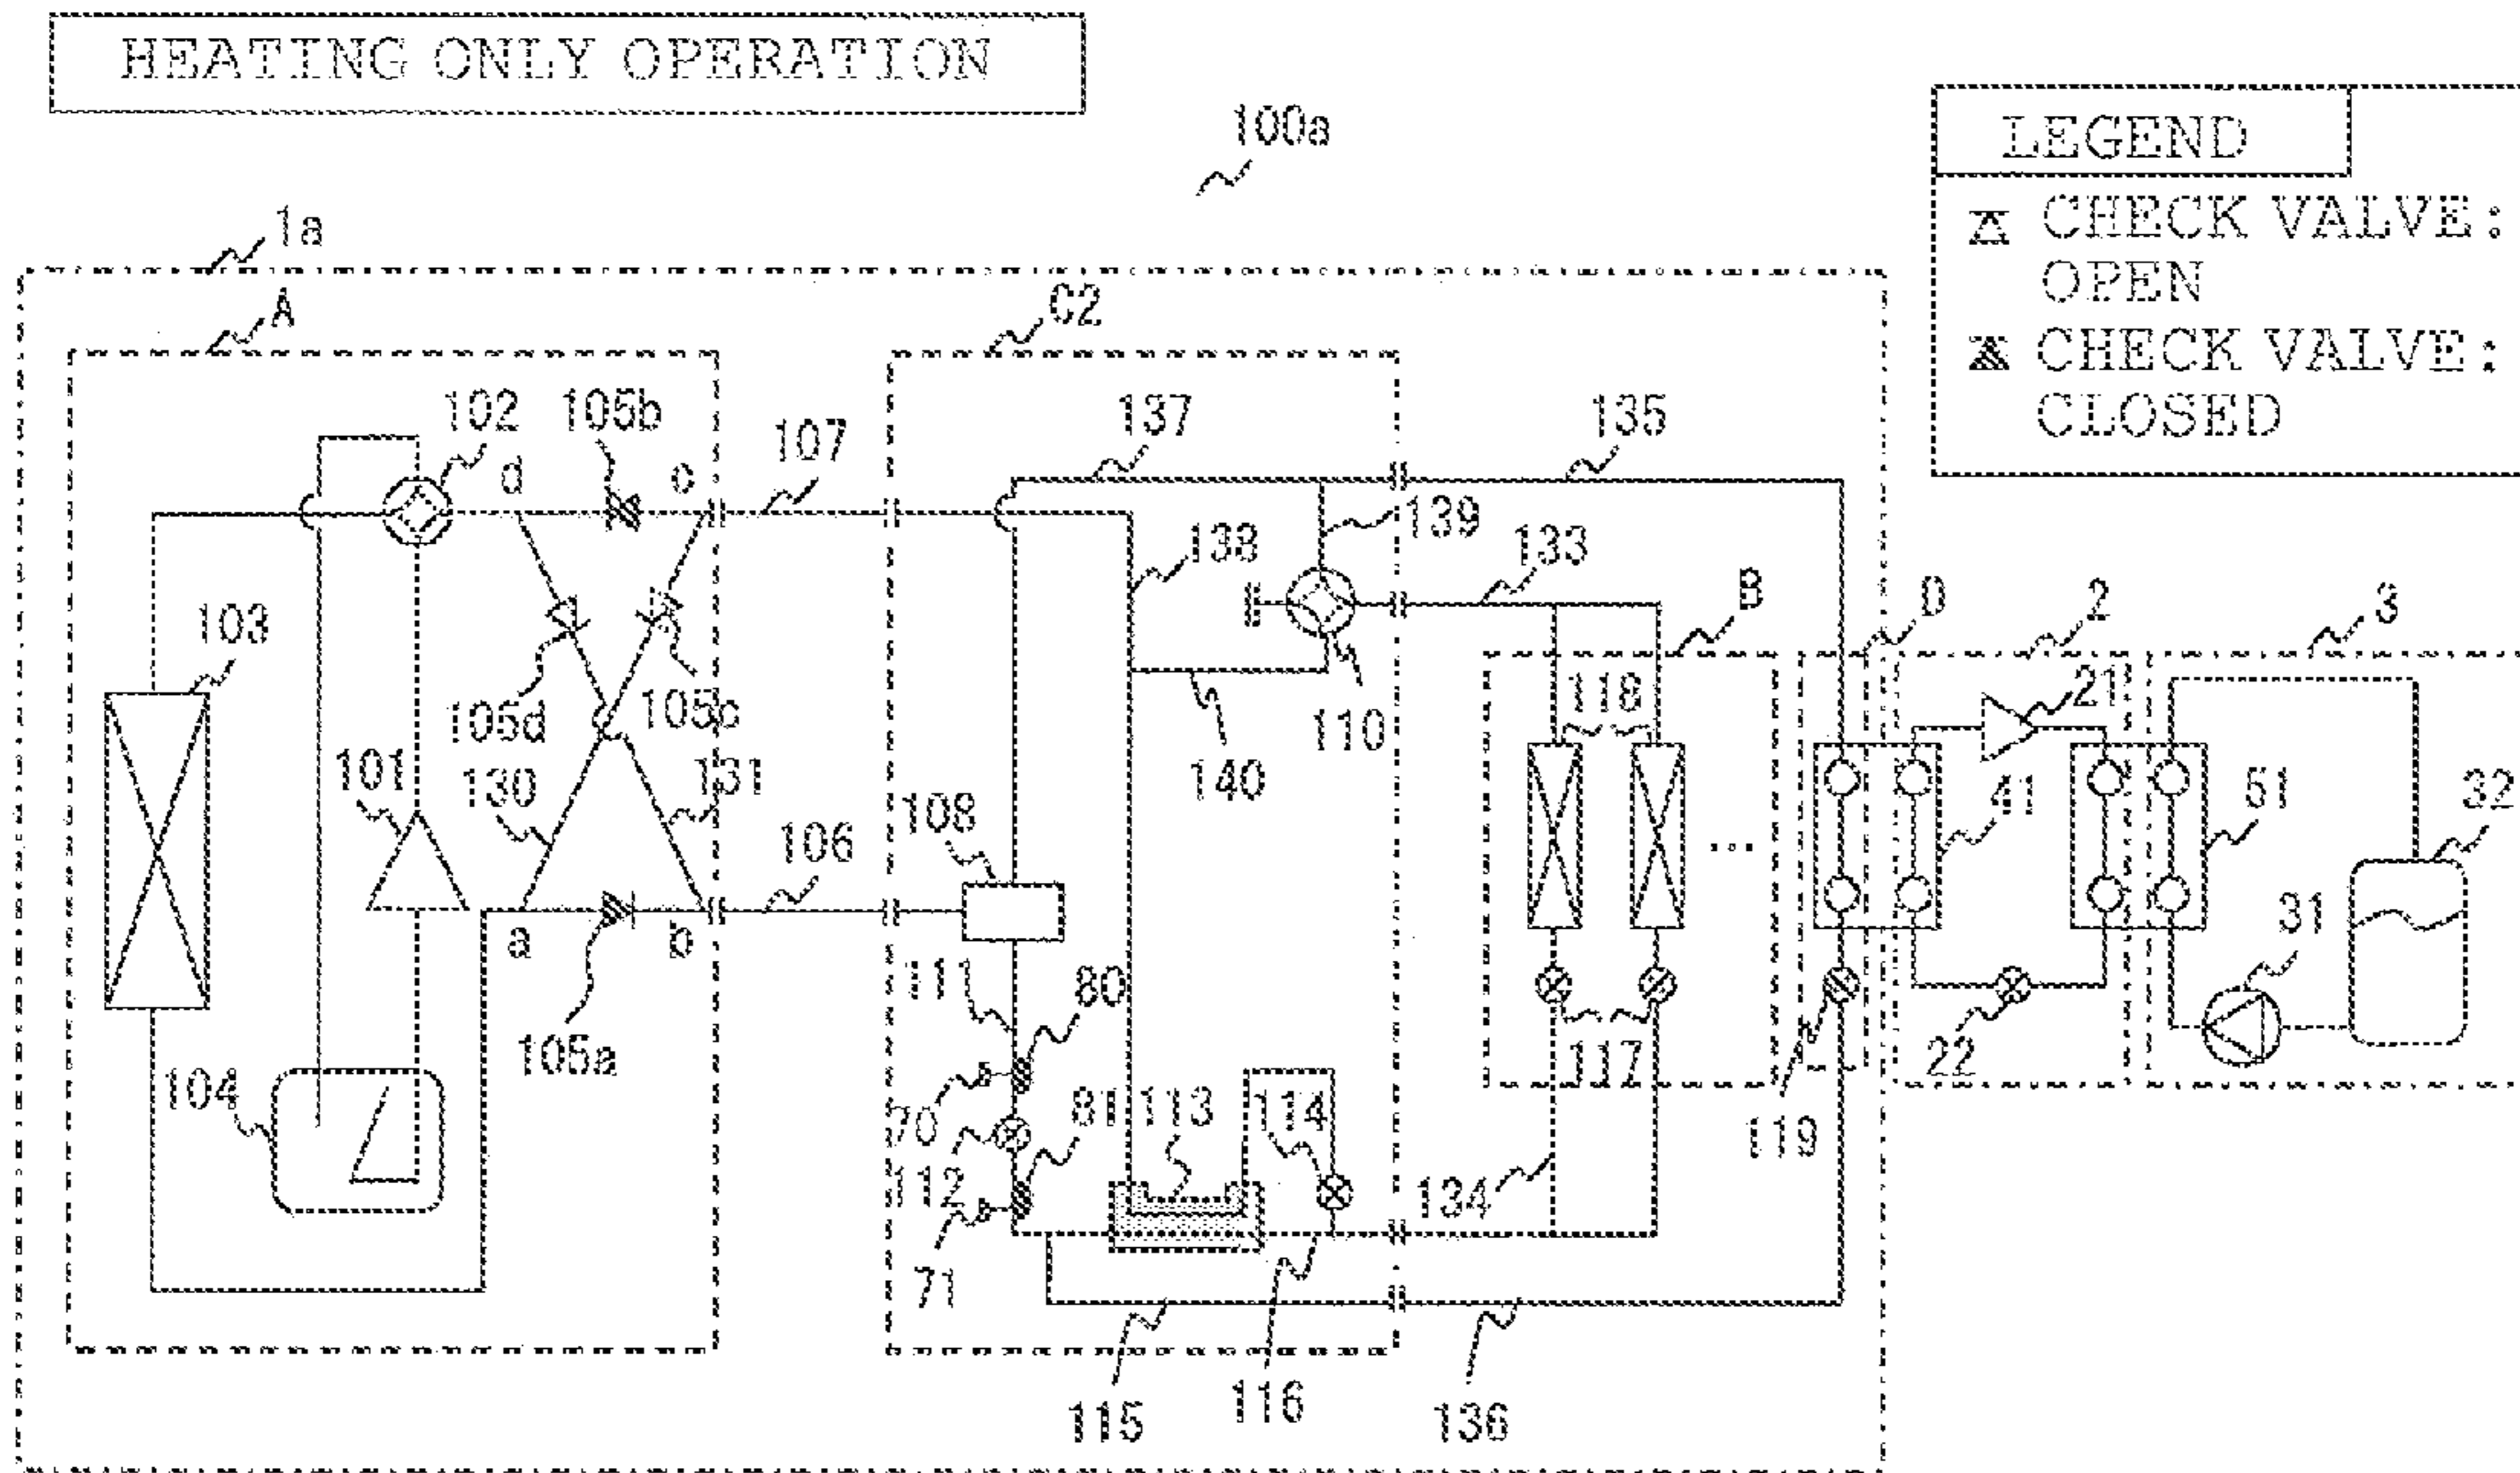 HEATING ONLY OPERATION
100a
LEGEND
CHECK VALVE:
OPEN
CHECK VALVE:
CLOSED
1a
A
C2
102
105b
107
137
135
d
c
138
139
133
B
D
2
3
103
105d
105c
118
21
110
101
130
131
140
108
106
41
51
32
a
b
111
80
31
105a
22
104
70
81
113
114
117
119
112
134
71
115
116
136